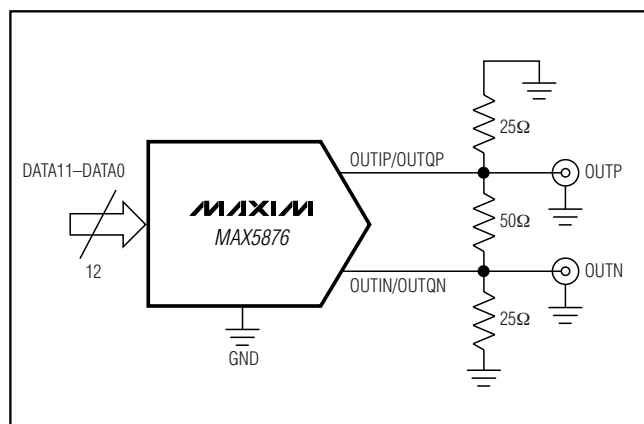 25Ω
OUTIP/OUTQP
OUTP
DATA11–DATA0
MAXIM
MAX5876
50Ω
12
OUTIN/OUTQN
OUTN
25Ω
GND